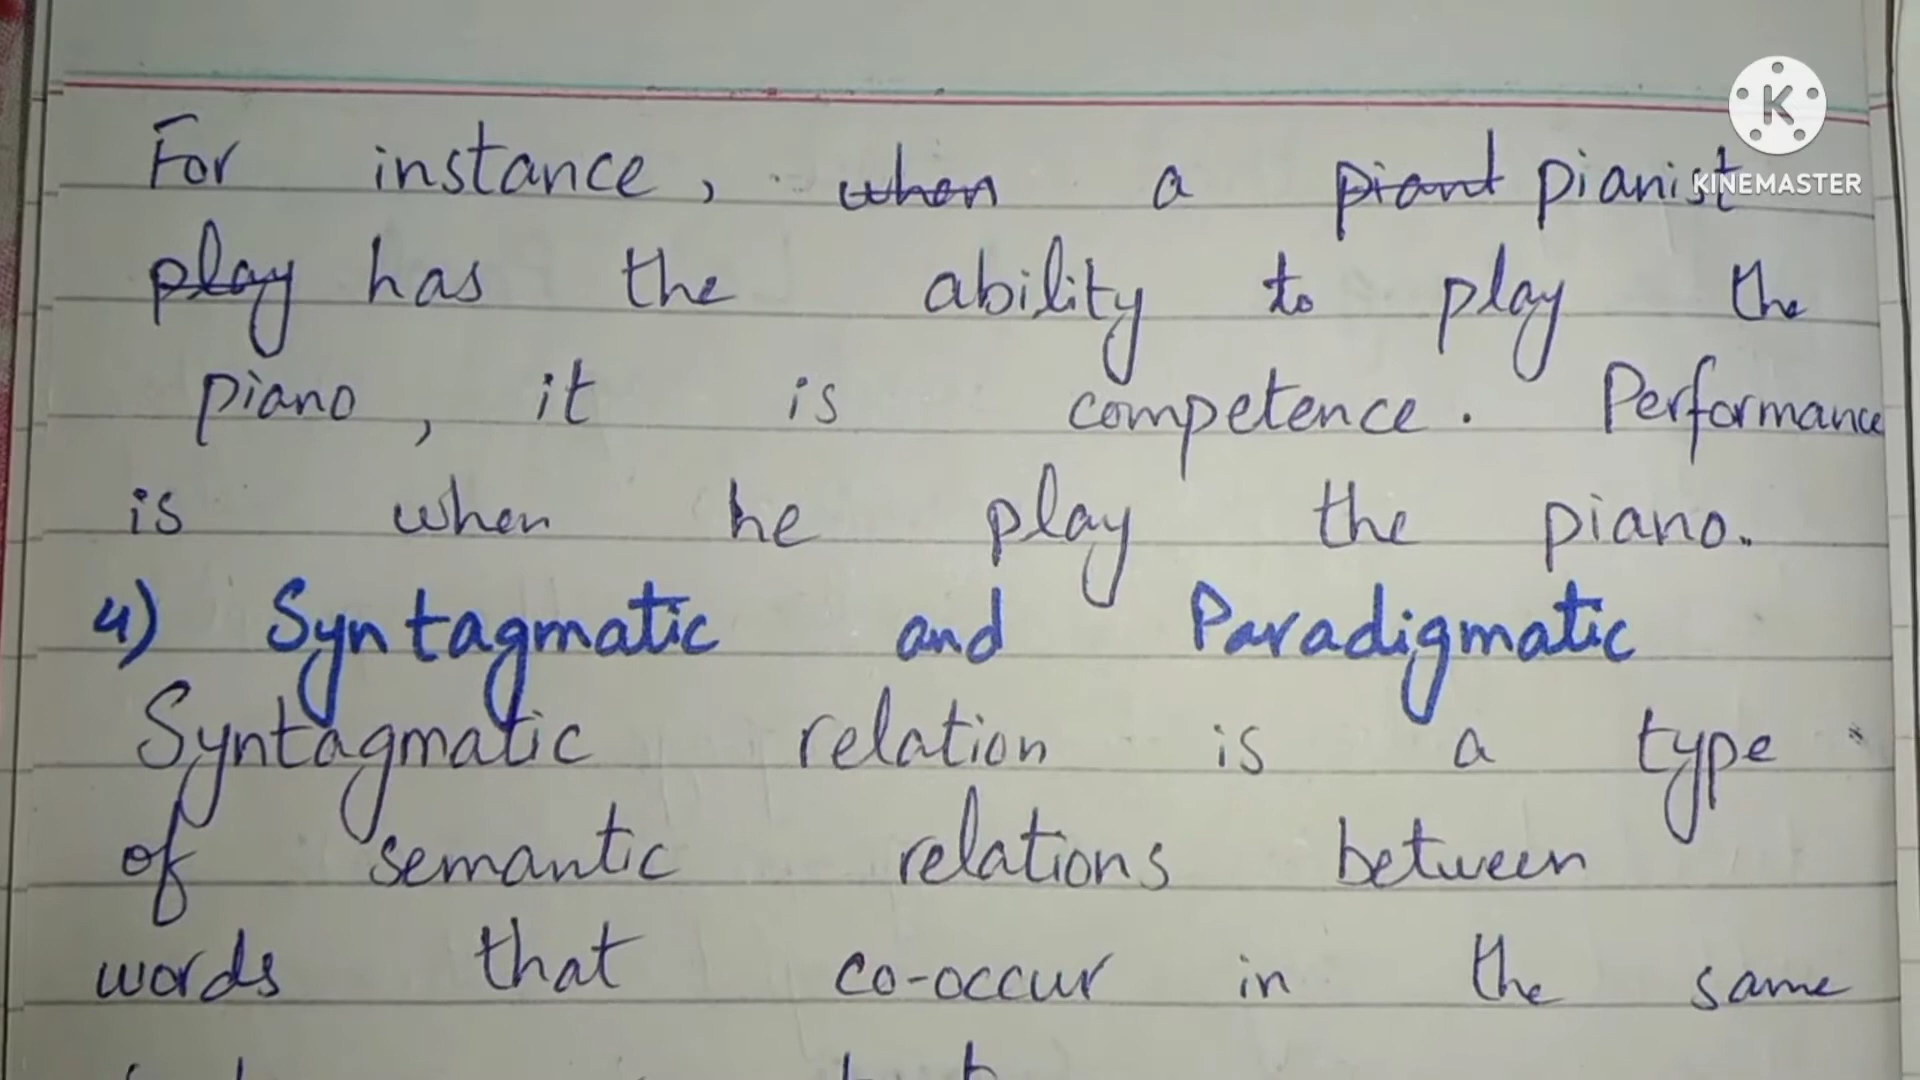 For instance, when a piant pianist
play has the ability to play the
piano, it is competence. Performance
is when he play the piano.
4) Syntagmatic and Paradigmatic
Syntagmatic relation is a type
of semantic relations between
words that co-occur in the same
K
KINEMASTER